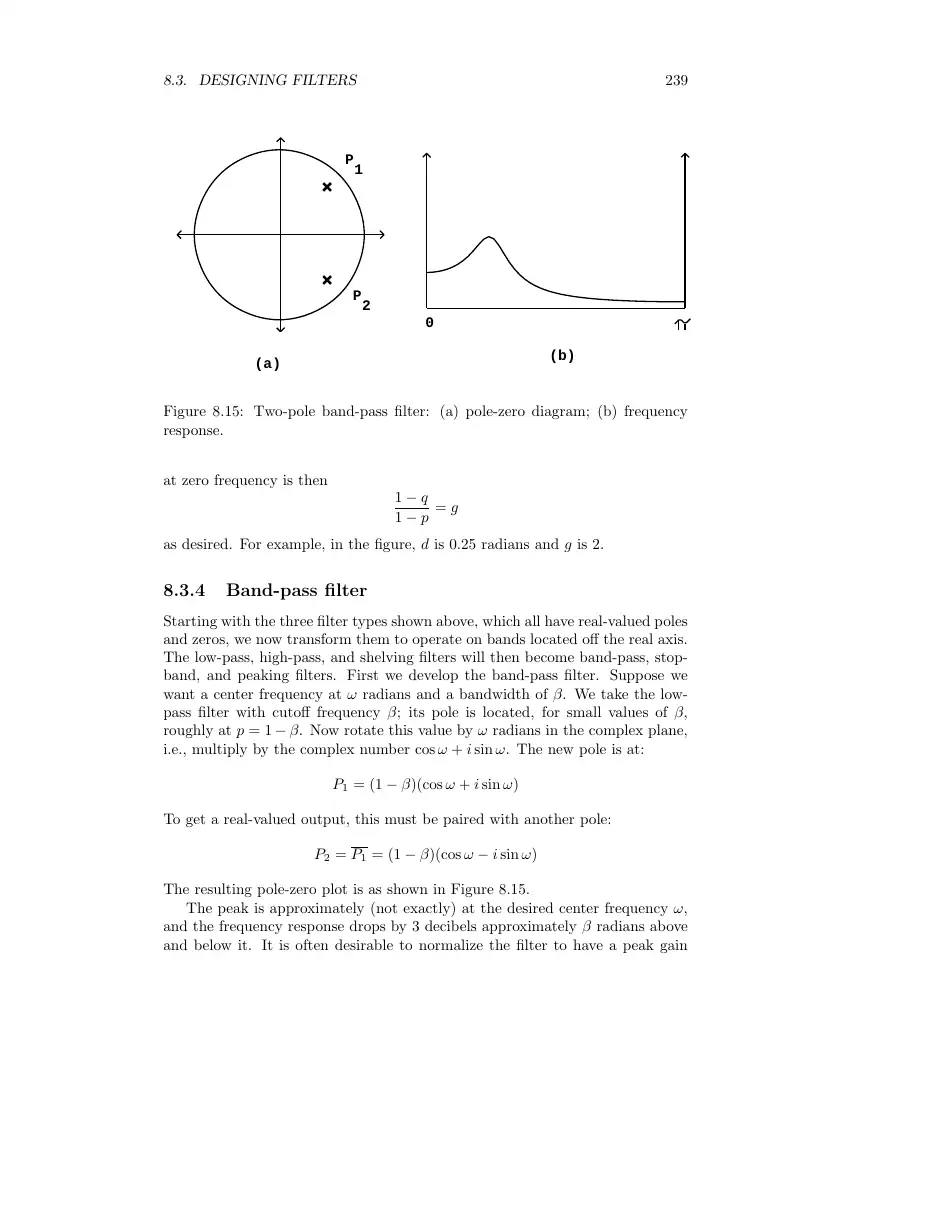 8.3. DESIGNING FILTERS 239
P1
P2
0
π
(a)
(b)
Figure 8.15: Two-pole band-pass filter: (a) pole-zero diagram; (b) frequency
response.
at zero frequency is then
(1 − q)/(1 − p) = g
as desired. For example, in the figure, d is 0.25 radians and g is 2.
8.3.4 Band-pass filter
Starting with the three filter types shown above, which all have real-valued poles
and zeros, we now transform them to operate on bands located off the real axis.
The low-pass, high-pass, and shelving filters will then become band-pass, stop-
band, and peaking filters. First we develop the band-pass filter. Suppose we
want a center frequency at ω radians and a bandwidth of β. We take the low-
pass filter with cutoff frequency β; its pole is located, for small values of β,
roughly at p = 1 − β. Now rotate this value by ω radians in the complex plane,
i.e., multiply by the complex number cos ω + i sin ω. The new pole is at:
P₁ = (1 − β)(cos ω + i sin ω)
To get a real-valued output, this must be paired with another pole:
P₂ = P̅₁ = (1 − β)(cos ω − i sin ω)
The resulting pole-zero plot is as shown in Figure 8.15.
The peak is approximately (not exactly) at the desired center frequency ω,
and the frequency response drops by 3 decibels approximately β radians above
and below it. It is often desirable to normalize the filter to have a peak gain